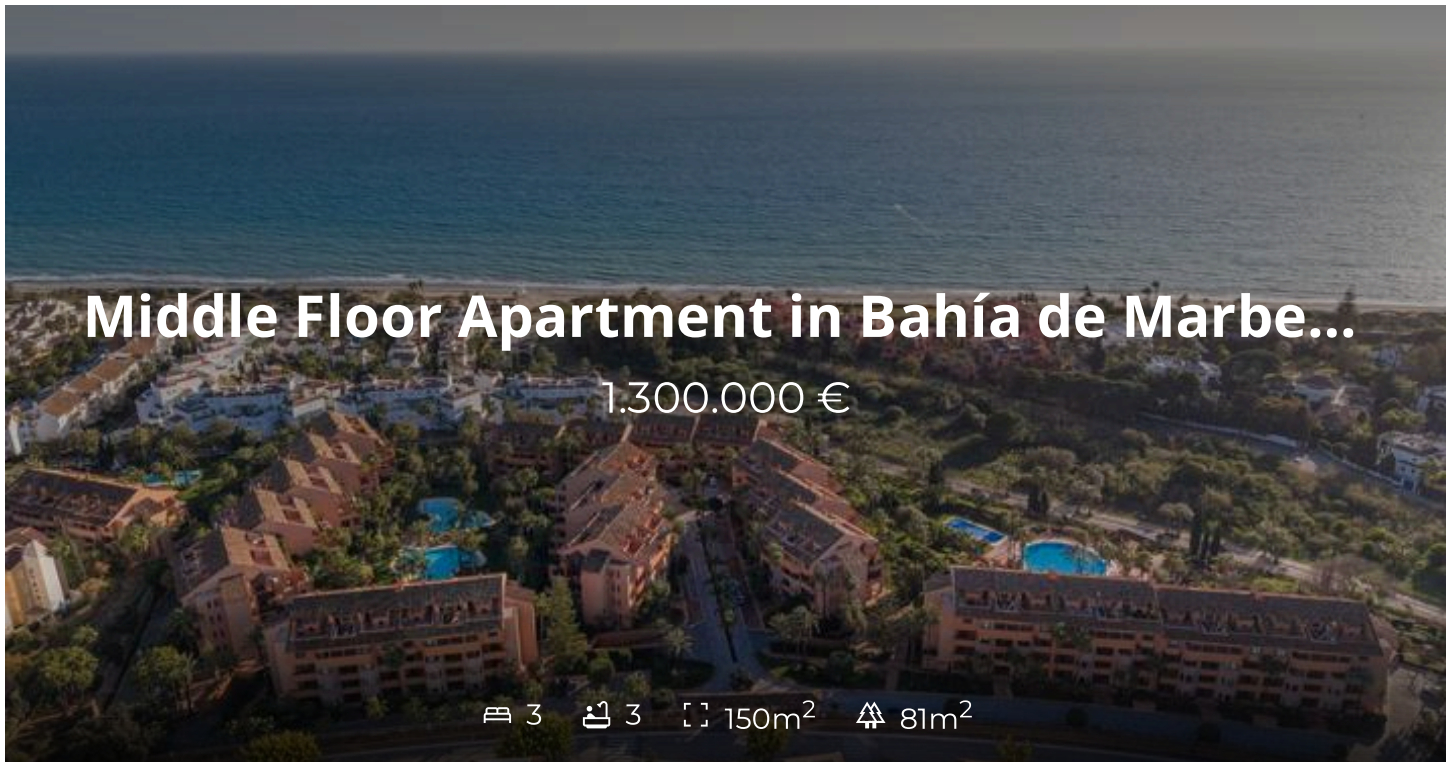 Middle Floor Apartment in Bahía de Marbe...
1.300.000 €
3 3 150m² 81m²